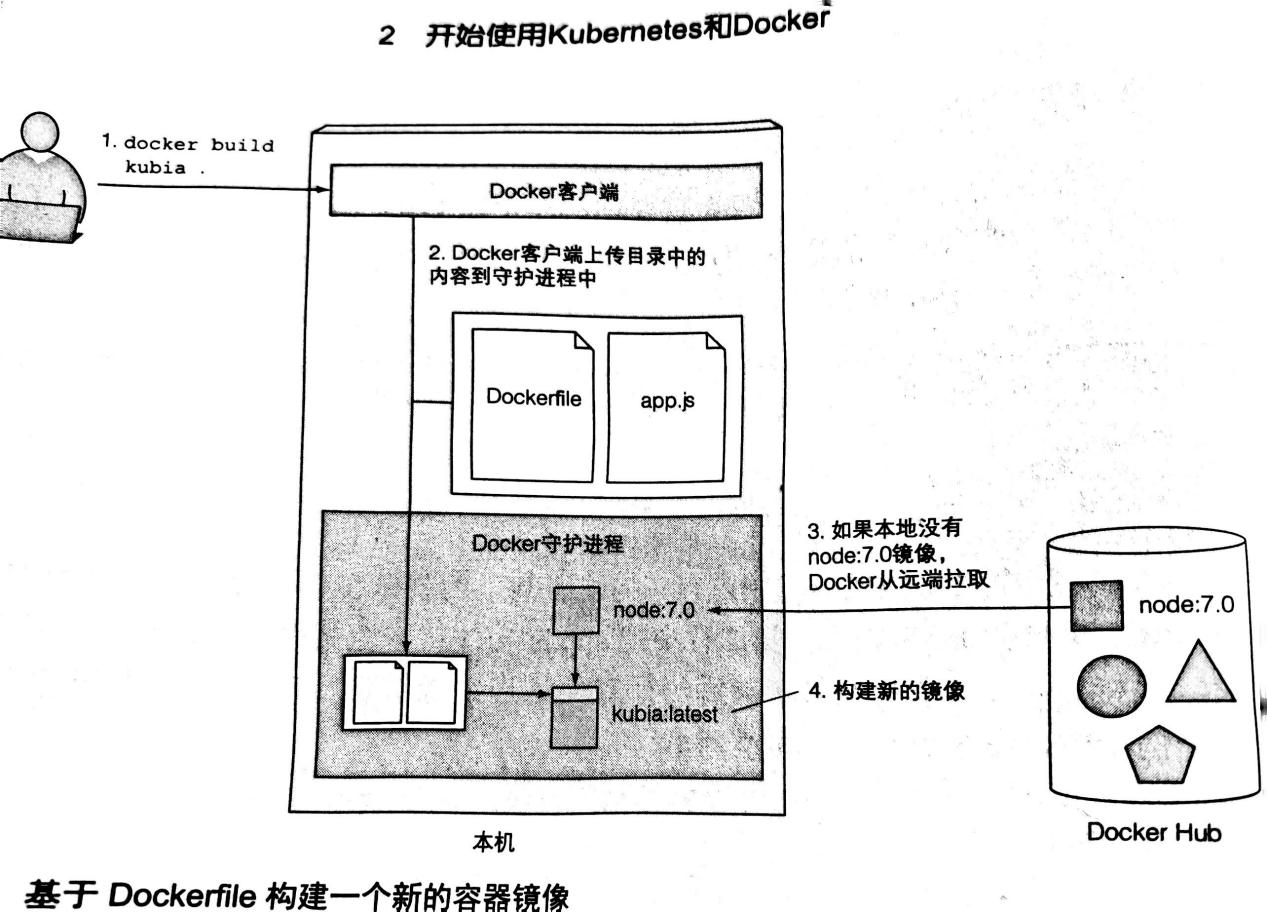 2 开始使用Kubernetes和Docker
1. docker build
kubia .
Docker客户端
2. Docker客户端上传目录中的
内容到守护进程中
Dockerfile
app.js
Docker守护进程
3. 如果本地没有
node:7.0镜像，
Docker从远端拉取
node:7.0
node:7.0
4. 构建新的镜像
kubia:latest
本机
Docker Hub
基于 Dockerfile 构建一个新的容器镜像